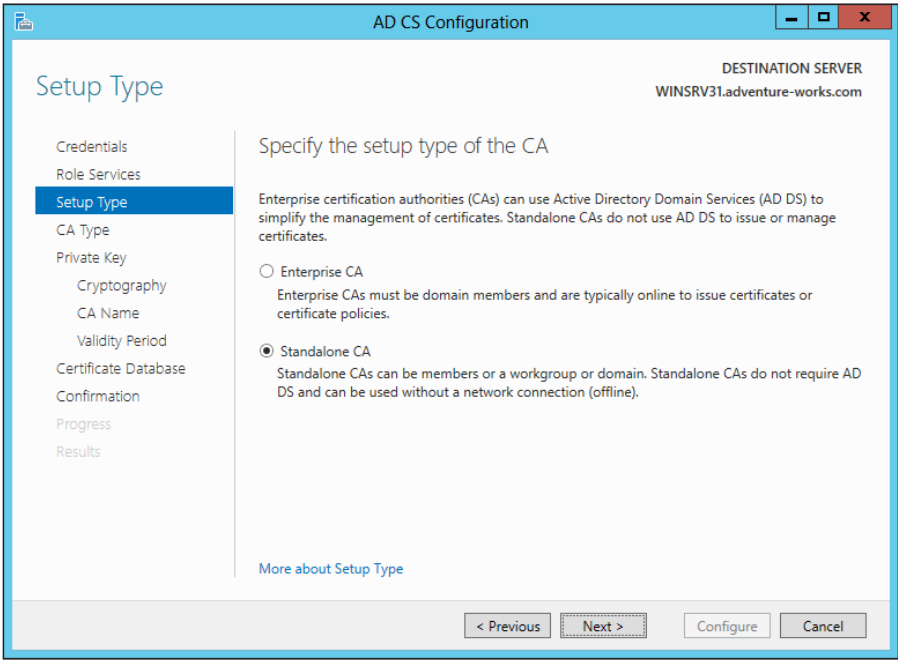 AD CS Configuration
x
Setup Type
DESTINATION SERVER
WINSRV31.adventure-works.com
Credentials
Role Services
Setup Type
CA Type
Private Key
Cryptography
CA Name
Validity Period
Certificate Database
Confirmation
Progress
Results
Specify the setup type of the CA
Enterprise certification authorities (CAs) can use Active Directory Domain Services (AD DS) to
simplify the management of certificates. Standalone CAs do not use AD DS to issue or manage
certificates.
Enterprise CA
Enterprise CAs must be domain members and are typically online to issue certificates or
certificate policies.
Standalone CA
Standalone CAs can be members or a workgroup or domain. Standalone CAs do not require AD
DS and can be used without a network connection (offline).
More about Setup Type
< Previous
Next >
Configure
Cancel